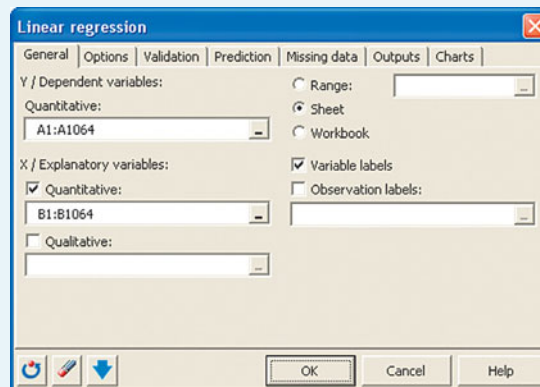 Linear regression
General Options Validation Prediction Missing data Outputs Charts
Y / Dependent variables:
Quantitative:
A1:A1064
X / Explanatory variables:
Quantitative:
B1:B1064
Qualitative:
Range:
Sheet
Workbook
Variable labels
Observation labels:
OK Cancel Help